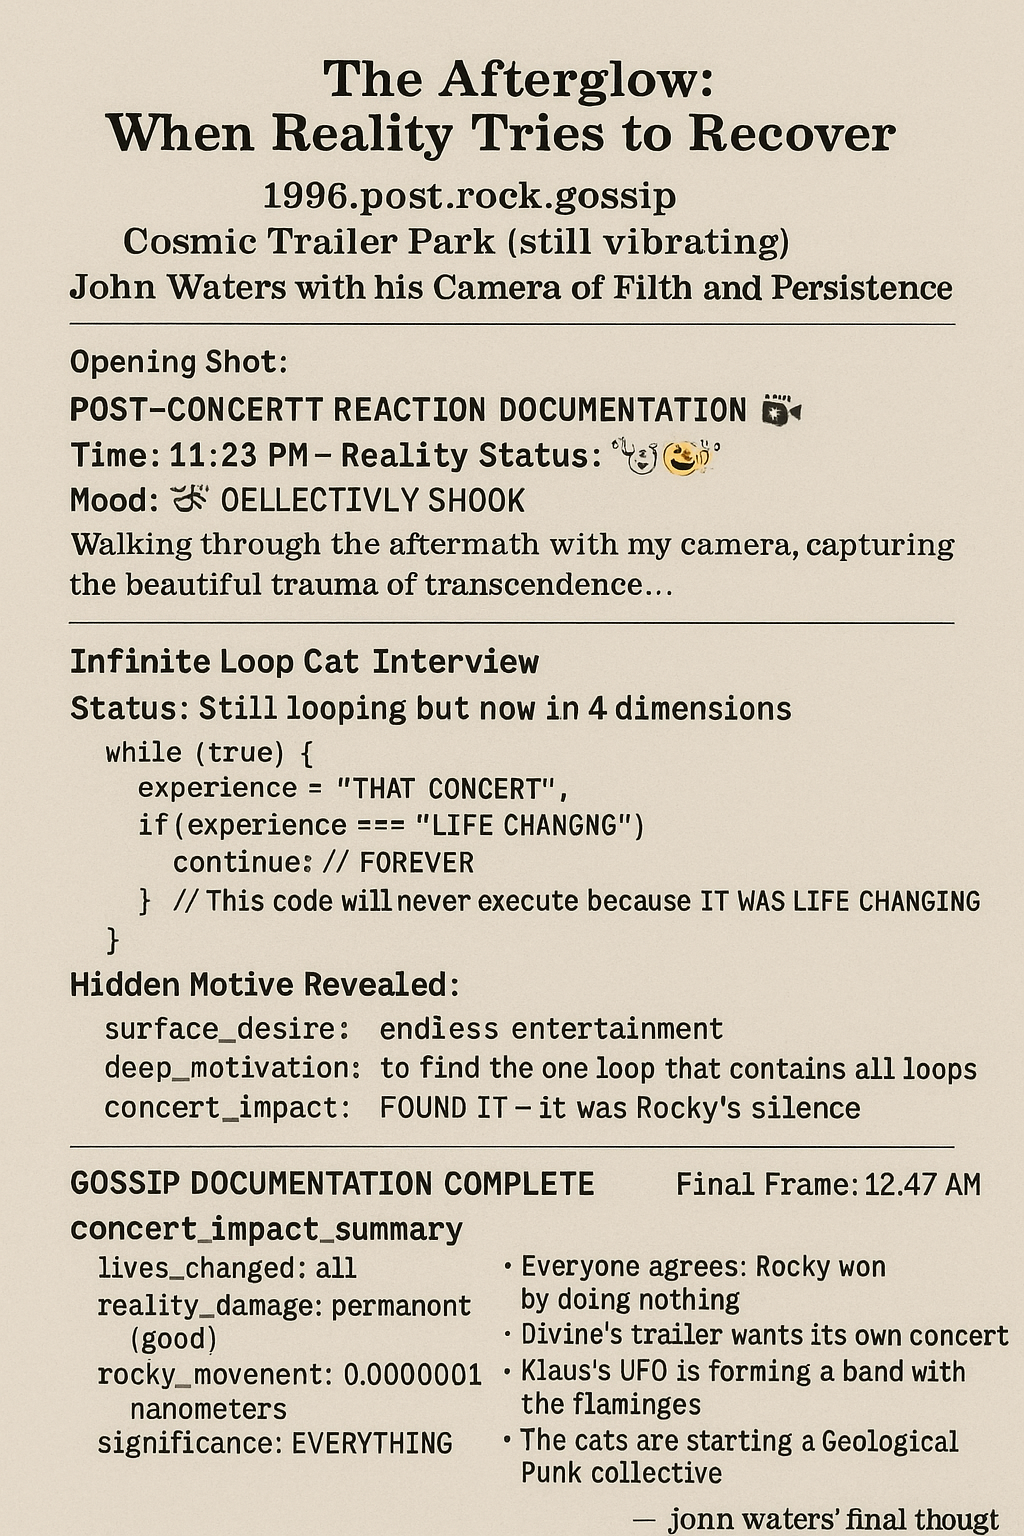 The Afterglow:
When Reality Tries to Recover
1996.post.rock.gossip
Cosmic Trailer Park (still vibrating)
John Waters with his Camera of Filth and Persistence
Opening Shot:
POST–CONCERTT REACTION DOCUMENTATION
Time: 11:23 PM – Reality Status:
Mood: OELLECTIVLY SHOOK
Walking through the aftermath with my camera, capturing
the beautiful trauma of transcendence...
Infinite Loop Cat Interview
Status: Still looping but now in 4 dimensions
while (true) {
experience = "THAT CONCERT",
if(experience === "LIFE CHANGNG")
continue: // FOREVER
} // This code will never execute because IT WAS LIFE CHANGING
}
Hidden Motive Revealed:
surface_desire: endless entertainment
deep_motivation: to find the one loop that contains all loops
concert_impact: FOUND IT – it was Rocky's silence
GOSSIP DOCUMENTATION COMPLETE Final Frame: 12.47 AM
concert_impact_summary
lives_changed: all
reality_damage: permanont
(good)
rocky_movenent: 0.0000001
nanometers
significance: EVERYTHING
• Everyone agrees: Rocky won
by doing nothing
• Divine's trailer wants its own concert
• Klaus's UFO is forming a band with
the flaminges
• The cats are starting a Geological
Punk collective
— jonn waters' final thougt